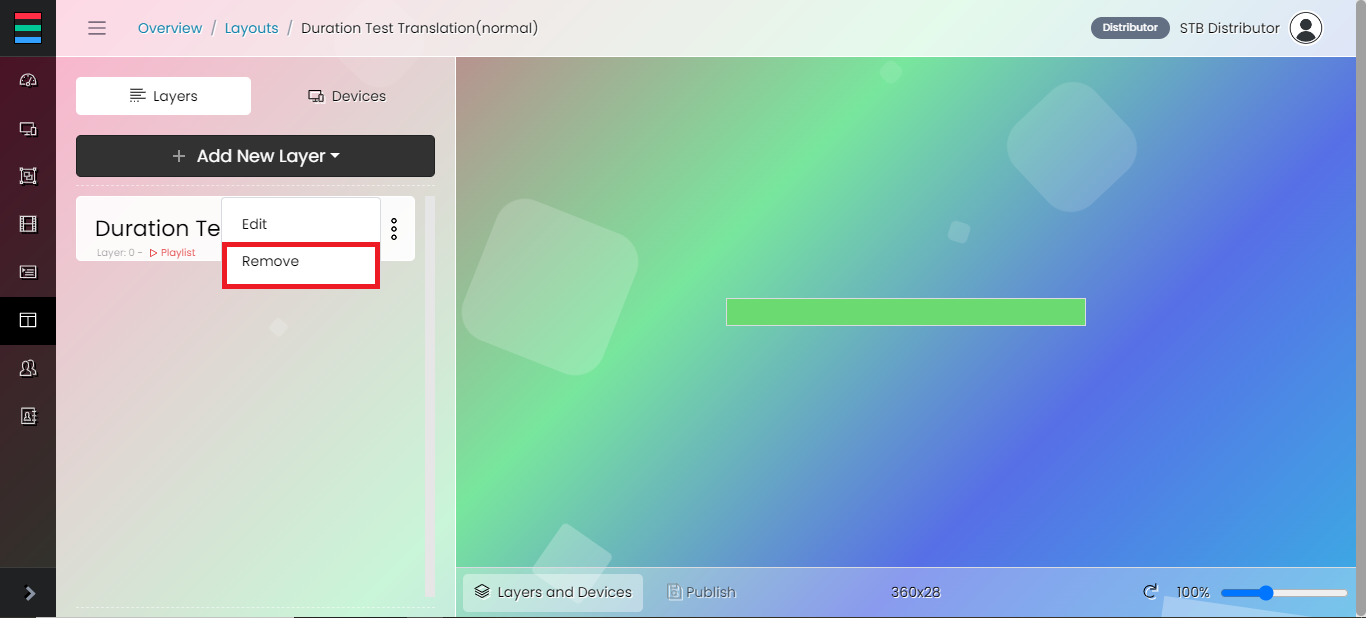 Overview / Layouts / Duration Test Translation(normal)
Distributor STB Distributor
Layers Devices
+ Add New Layer
Duration Te
Layer: 0 - Playlist
Edit
Remove
Layers and Devices Publish 360x28 100%